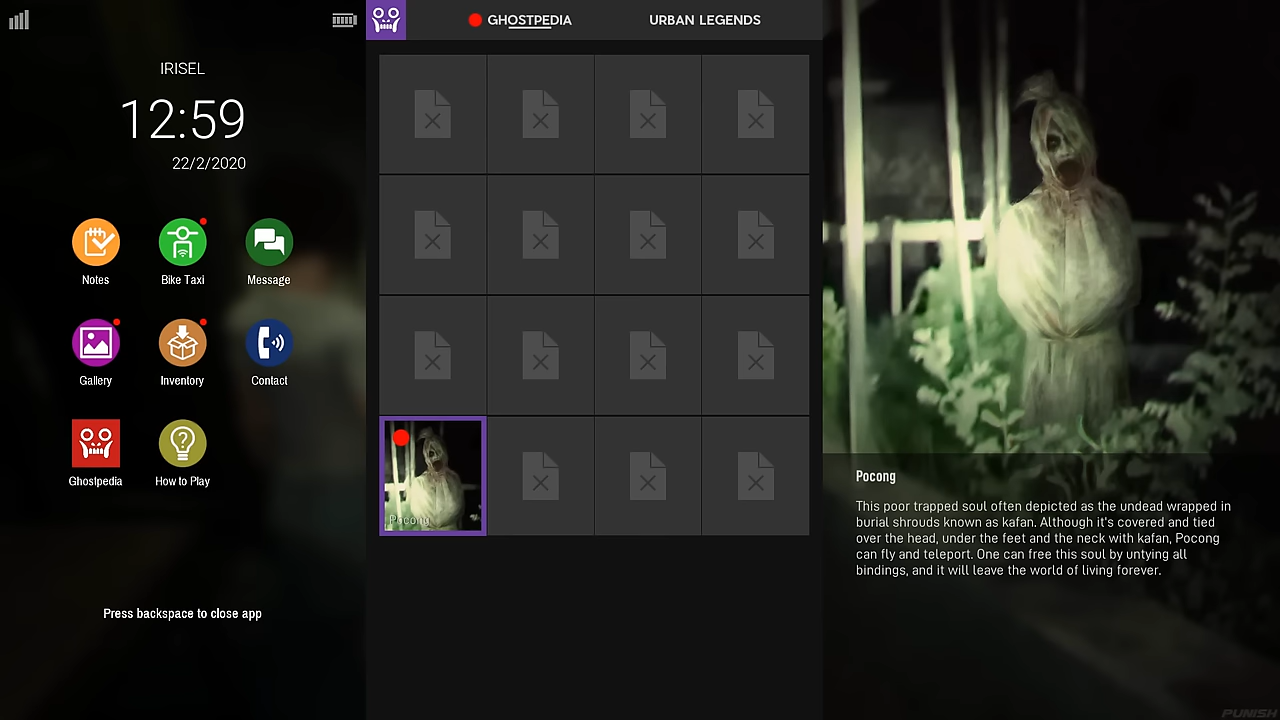 IRISEL
12:59
22/2/2020
Notes
Bike Taxi
Message
Gallery
Inventory
Contact
Ghostpedia
How to Play
Press backspace to close app
GHOSTPEDIA
URBAN LEGENDS
Pocong
Pocong
This poor trapped soul often depicted as the undead wrapped in
burial shrouds known as kafan. Although it's covered and tied
over the head, under the feet and the neck with kafan, Pocong
can fly and teleport. One can free this soul by untying all
bindings, and it will leave the world of living forever.
PUNISH